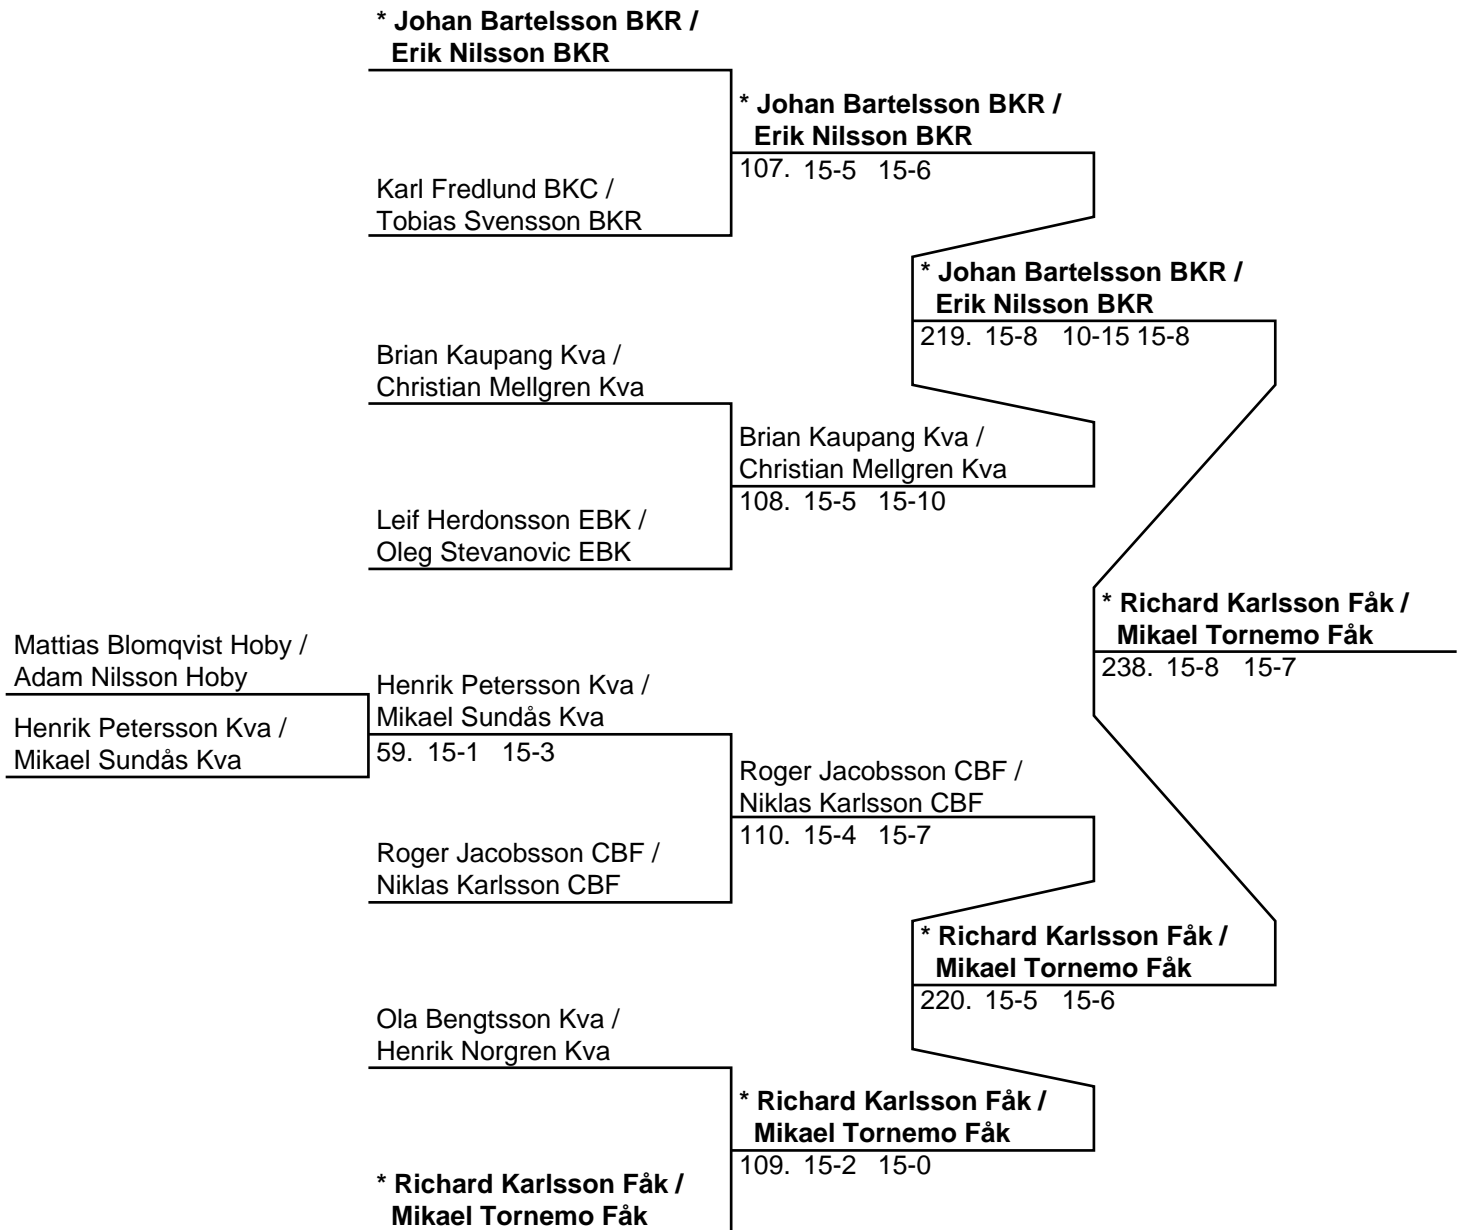 * Johan Bartelsson BKR /
Erik Nilsson BKR
* Johan Bartelsson BKR /
Erik Nilsson BKR
107. 15-5 15-6
Karl Fredlund BKC /
Tobias Svensson BKR
* Johan Bartelsson BKR /
Erik Nilsson BKR
219. 15-8 10-15 15-8
Brian Kaupang Kva /
Christian Mellgren Kva
Brian Kaupang Kva /
Christian Mellgren Kva
108. 15-5 15-10
Leif Herdonsson EBK /
Oleg Stevanovic EBK
* Richard Karlsson Fåk /
Mikael Tornemo Fåk
238. 15-8 15-7
Mattias Blomqvist Hoby /
Adam Nilsson Hoby
Henrik Petersson Kva /
Mikael Sundås Kva
59. 15-1 15-3
Henrik Petersson Kva /
Mikael Sundås Kva
Roger Jacobsson CBF /
Niklas Karlsson CBF
110. 15-4 15-7
Roger Jacobsson CBF /
Niklas Karlsson CBF
* Richard Karlsson Fåk /
Mikael Tornemo Fåk
220. 15-5 15-6
Ola Bengtsson Kva /
Henrik Norgren Kva
* Richard Karlsson Fåk /
Mikael Tornemo Fåk
109. 15-2 15-0
* Richard Karlsson Fåk /
Mikael Tornemo Fåk